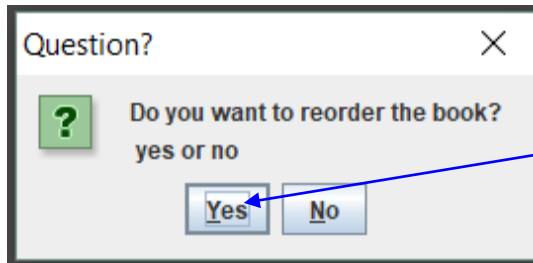 Question?
?
Do you want to reorder the book?
yes or no
Yes No